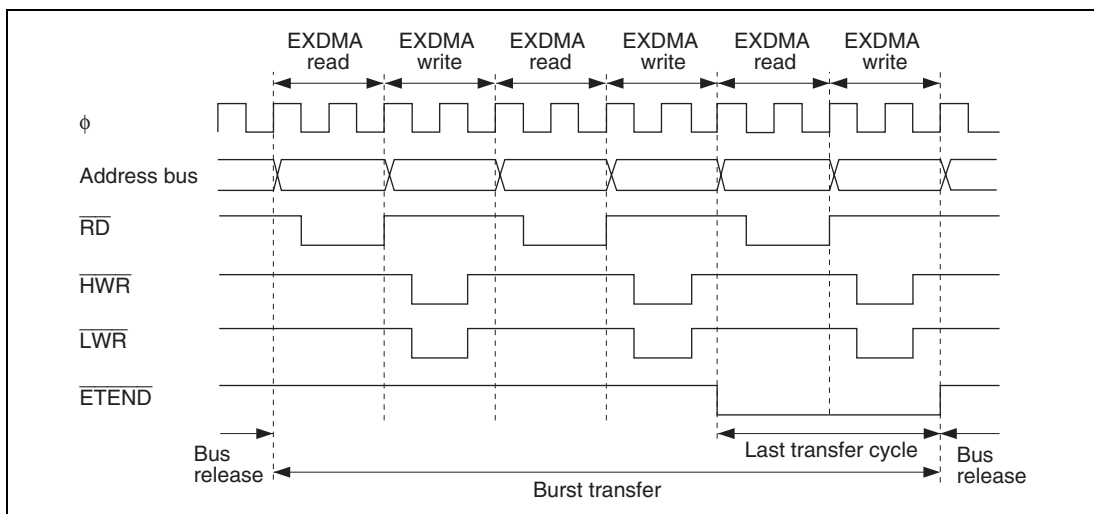 EXDMA EXDMA EXDMA EXDMA EXDMA EXDMA
read write read write read write
ϕ
Address bus
RD
HWR
LWR
ETEND
Bus release
Last transfer cycle
Bus release
Burst transfer